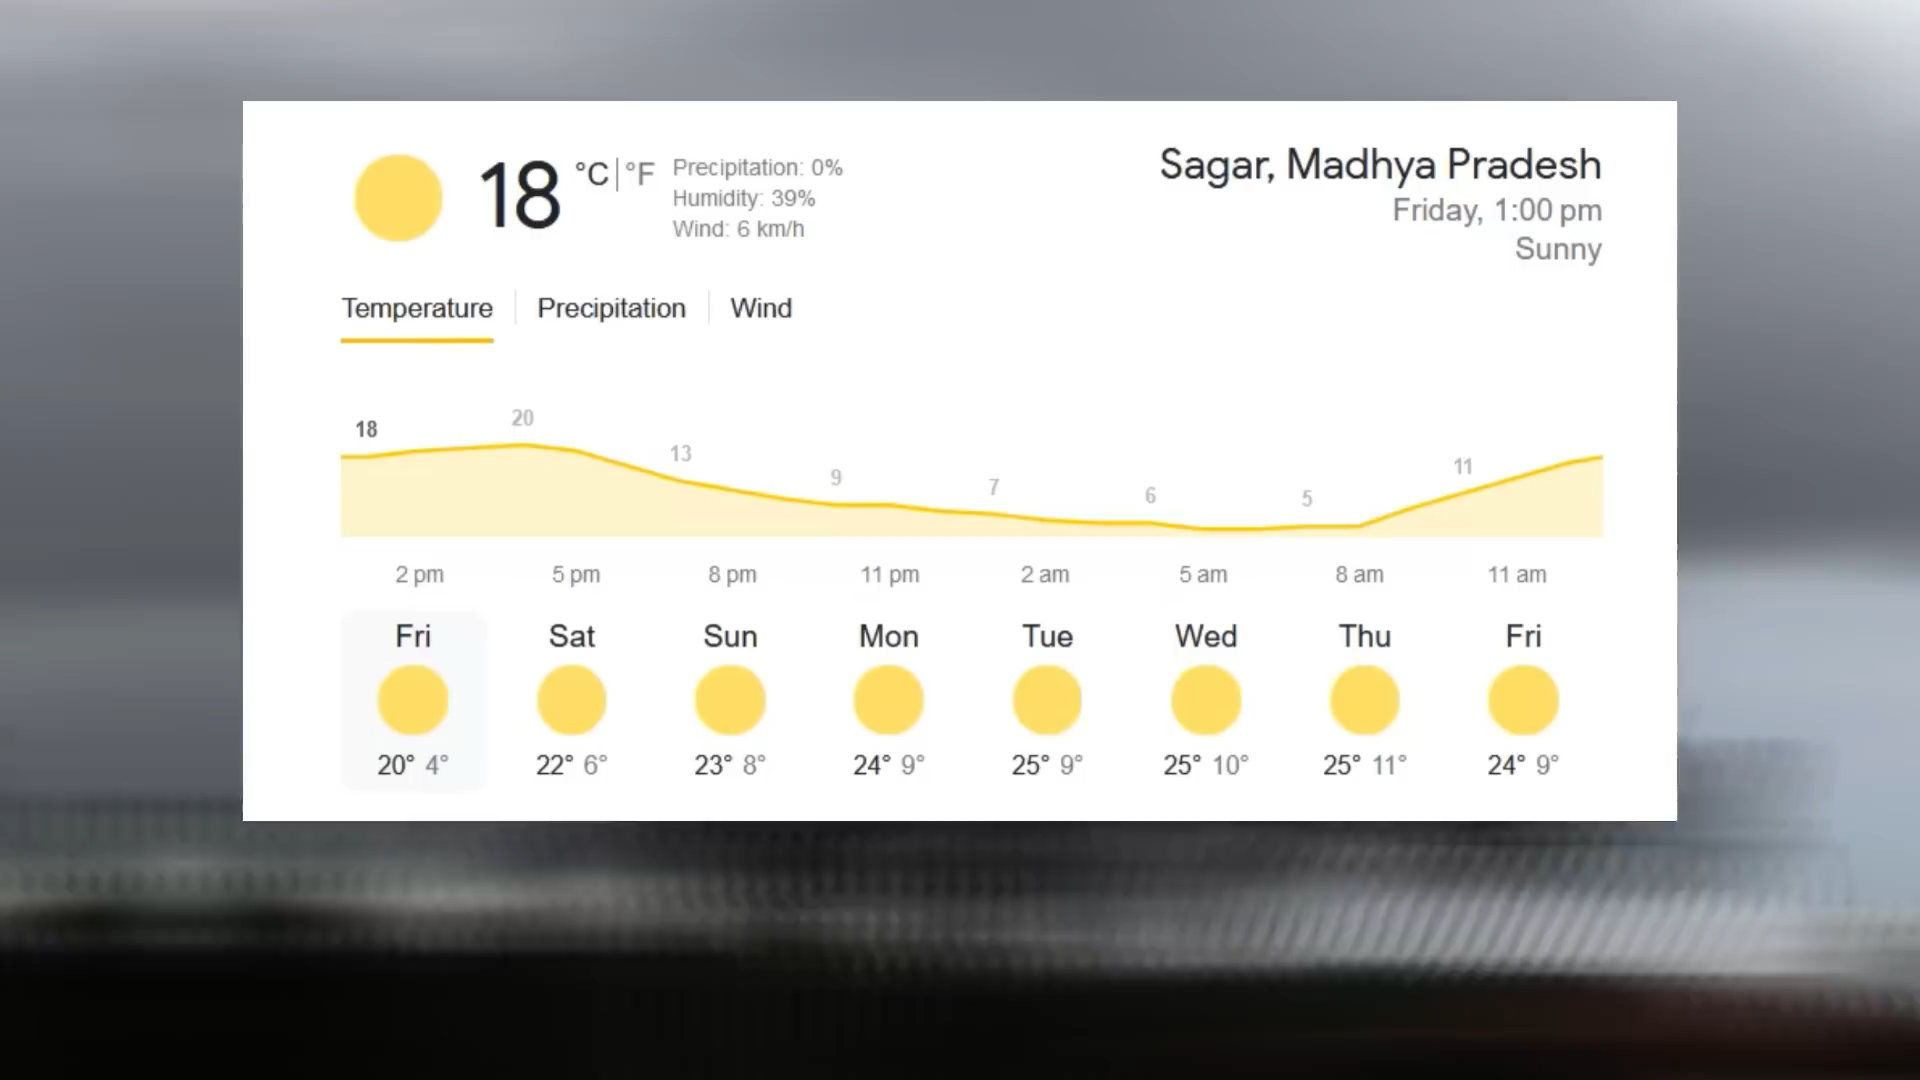 18 °C|°F
Precipitation: 0%
Humidity: 39%
Wind: 6 km/h
Sagar, Madhya Pradesh
Friday, 1:00 pm
Sunny
Temperature Precipitation Wind
18 20 13 9 7 6 5 11
2 pm 5 pm 8 pm 11 pm 2 am 5 am 8 am 11 am
Fri Sat Sun Mon Tue Wed Thu Fri
20° 4° 22° 6° 23° 8° 24° 9° 25° 9° 25° 10° 25° 11° 24° 9°